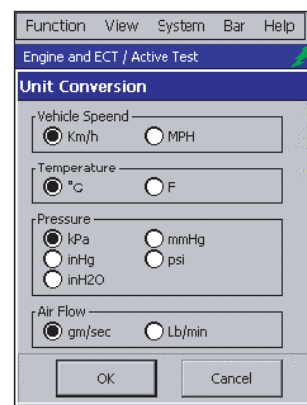 Function View System Bar Help
Engine and ECT / Active Test
Unit Conversion
Vehicle Speend
Km/h MPH
Temperature
°C F
Pressure
kPa mmHg
inHg psi
inH2O
Air Flow
gm/sec Lb/min
OK Cancel